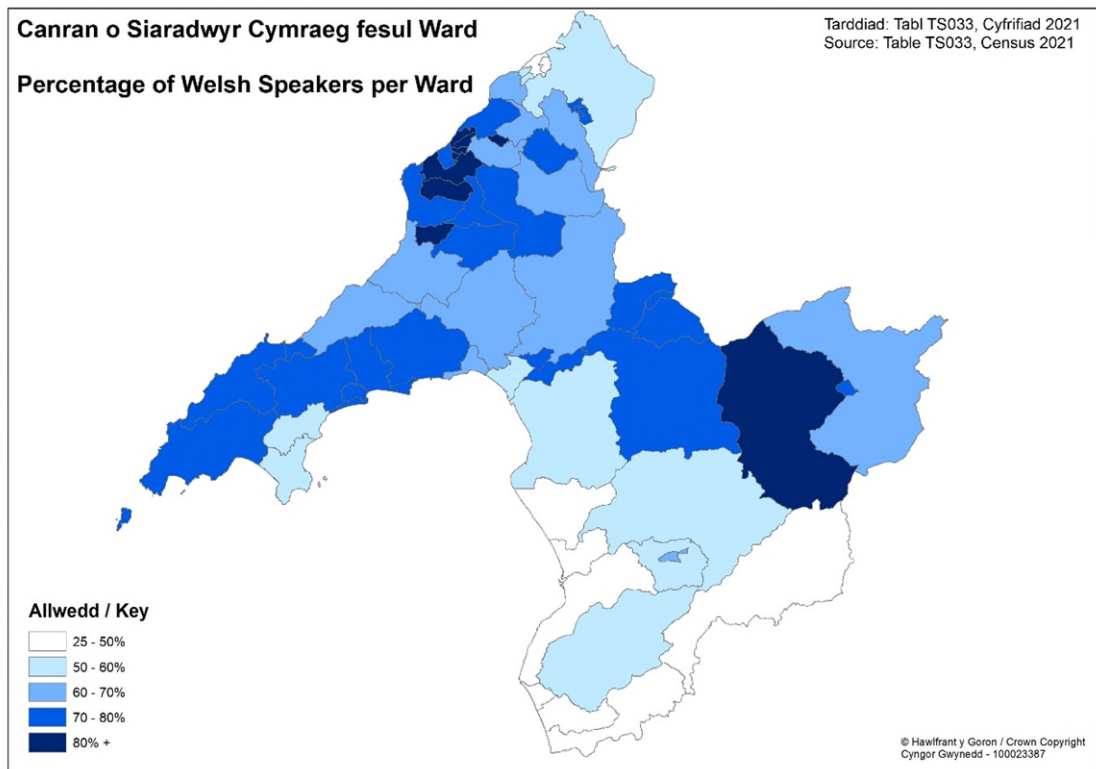 Canran o Siaradwyr Cymraeg fesul Ward
Percentage of Welsh Speakers per Ward
Tarddiad: Tabl TS033, Cyfrifiad 2021
Source: Table TS033, Census 2021
Allwedd / Key
25 - 50%
50 - 60%
60 - 70%
70 - 80%
80% +
© Hawlfrant y Goron / Crown Copyright
Cyngor Gwynedd - 100023387